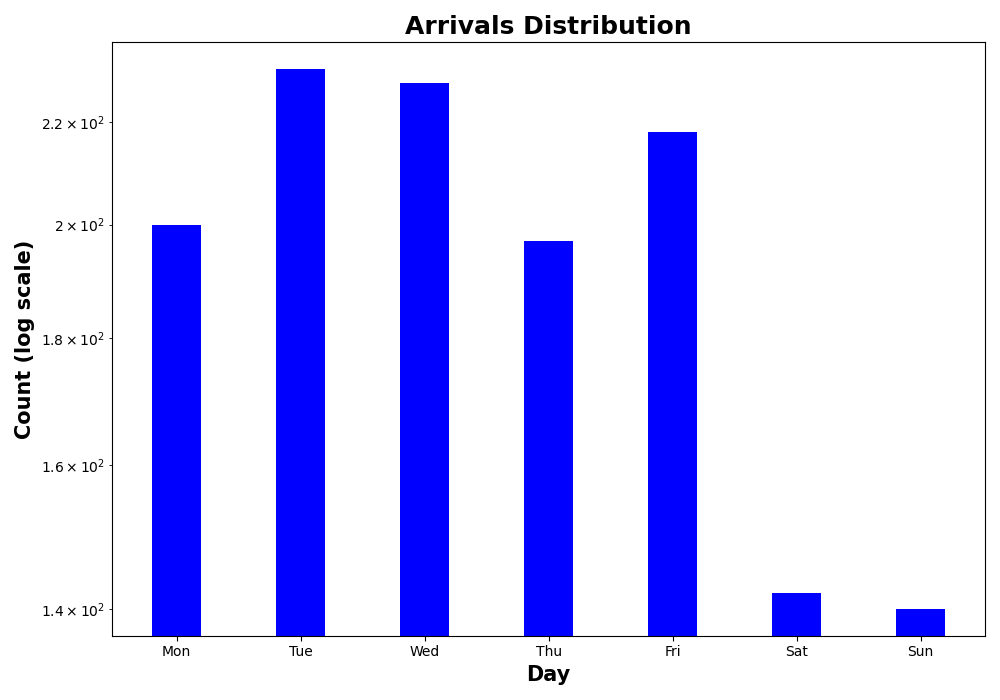 Arrivals Distribution
Count (log scale)
2.2 × 10²
2 × 10²
1.8 × 10²
1.6 × 10²
1.4 × 10²
Mon Tue Wed Thu Fri Sat Sun
Day